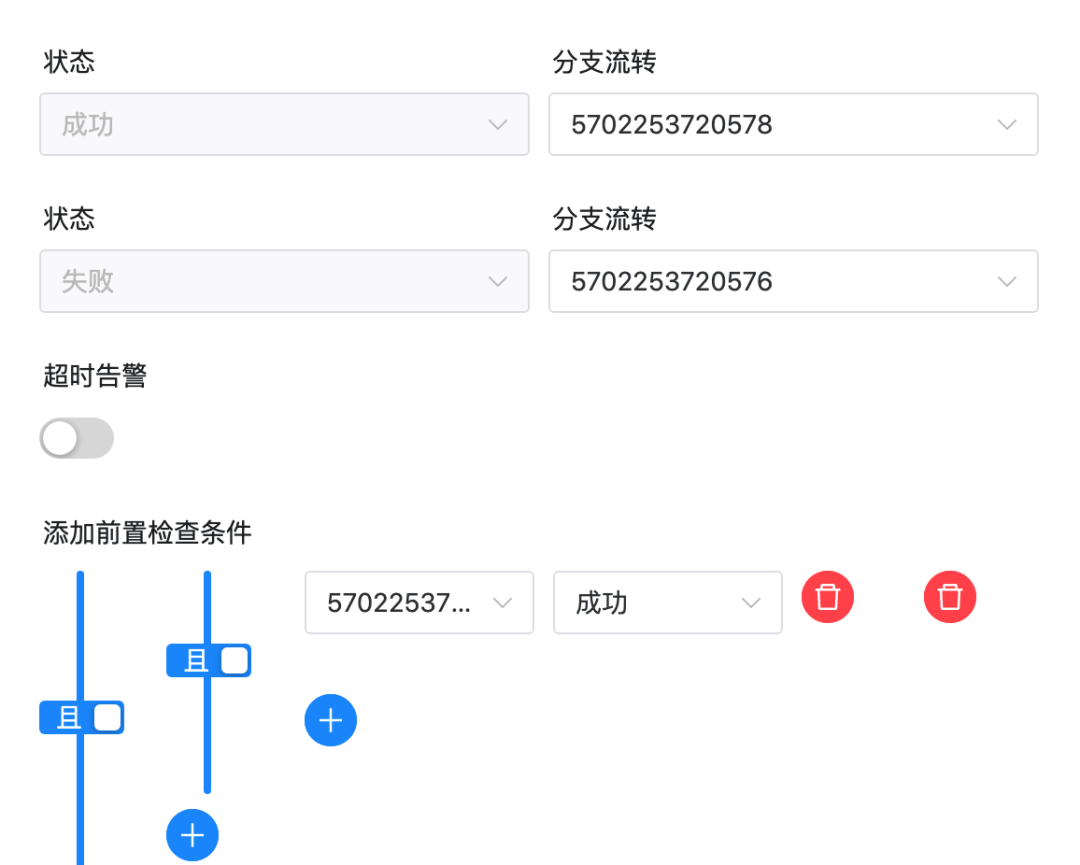 状态
分支流转
成功
5702253720578
状态
分支流转
失败
5702253720576
超时告警
添加前置检查条件
57022537...
成功
且
且